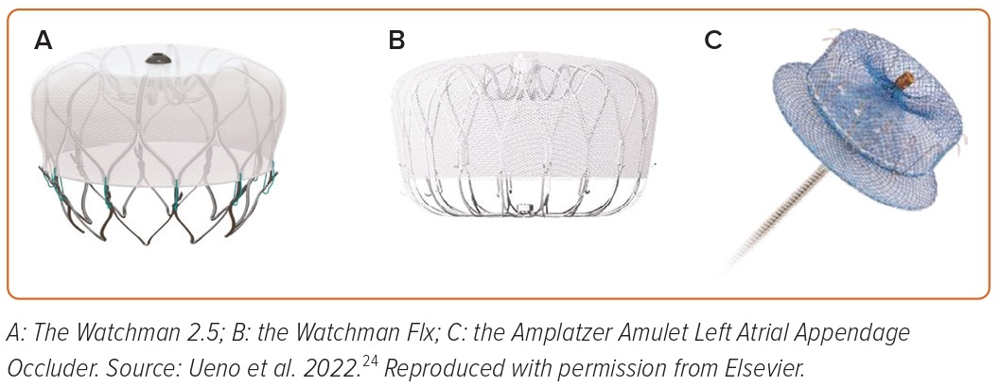 A
B
C
A: The Watchman 2.5; B: the Watchman Flx; C: the Amplatzer Amulet Left Atrial Appendage
Occluder. Source: Ueno et al. 2022.24 Reproduced with permission from Elsevier.